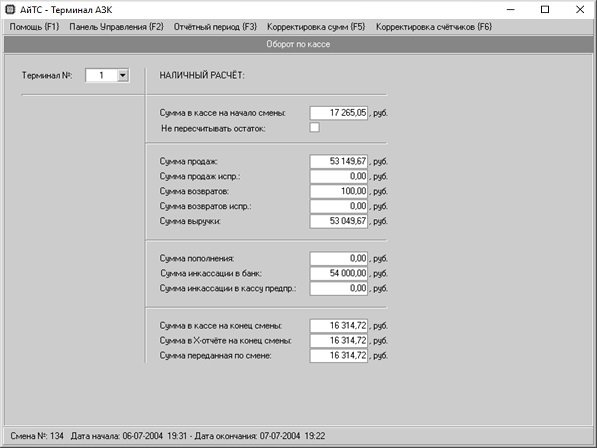 АйТС - Терминал АЗК
Помощь (F1) Панель Управления (F2) Отчётный период (F3) Корректировка сумм (F5) Корректировка счётчиков (F6)
Оборот по кассе
Терминал №: 1 НАЛИЧНЫЙ РАСЧЁТ:
Сумма в кассе на начало смены: 17 265,05 , руб.
Не пересчитывать остаток:
Сумма продаж: 53 149,67 , руб.
Сумма продаж испр.: 0,00 , руб.
Сумма возвратов: 100,00 , руб.
Сумма возвратов испр.: 0,00 , руб.
Сумма выручки: 53 049,67 , руб.
Сумма пополнения: 0,00 , руб.
Сумма инкассации в банк: 54 000,00 , руб.
Сумма инкассации в кассу предпр.: 0,00 , руб.
Сумма в кассе на конец смены: 16 314,72 , руб.
Сумма в Х-отчёте на конец смены: 16 314,72 , руб.
Сумма переданная по смене: 16 314,72 , руб.
Смена №: 134 Дата начала: 06-07-2004 19:31 - Дата окончания: 07-07-2004 19:22